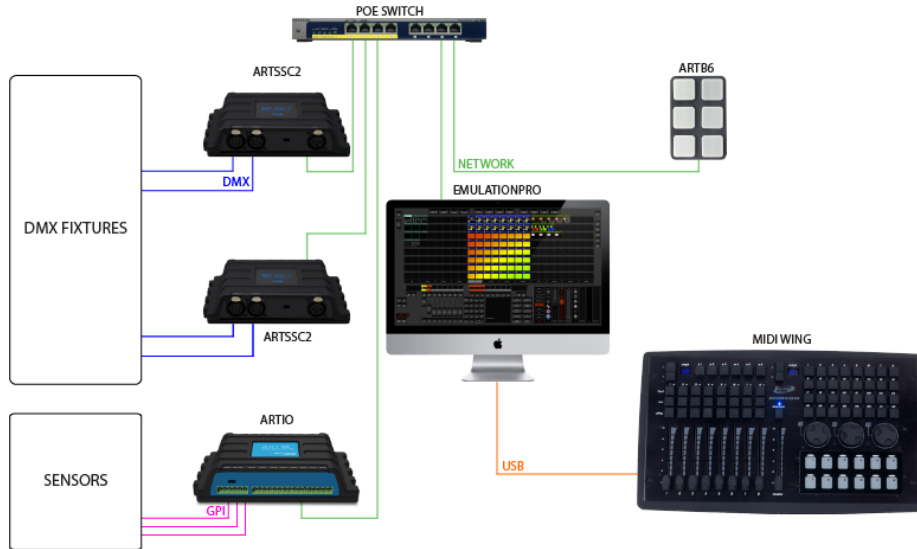 POE SWITCH
ARTSSC2
ARTB6
DMX
NETWORK
EMULATIONPRO
DMX FIXTURES
ARTSSC2
MIDI WING
ARTIO
SENSORS
USB
GPI